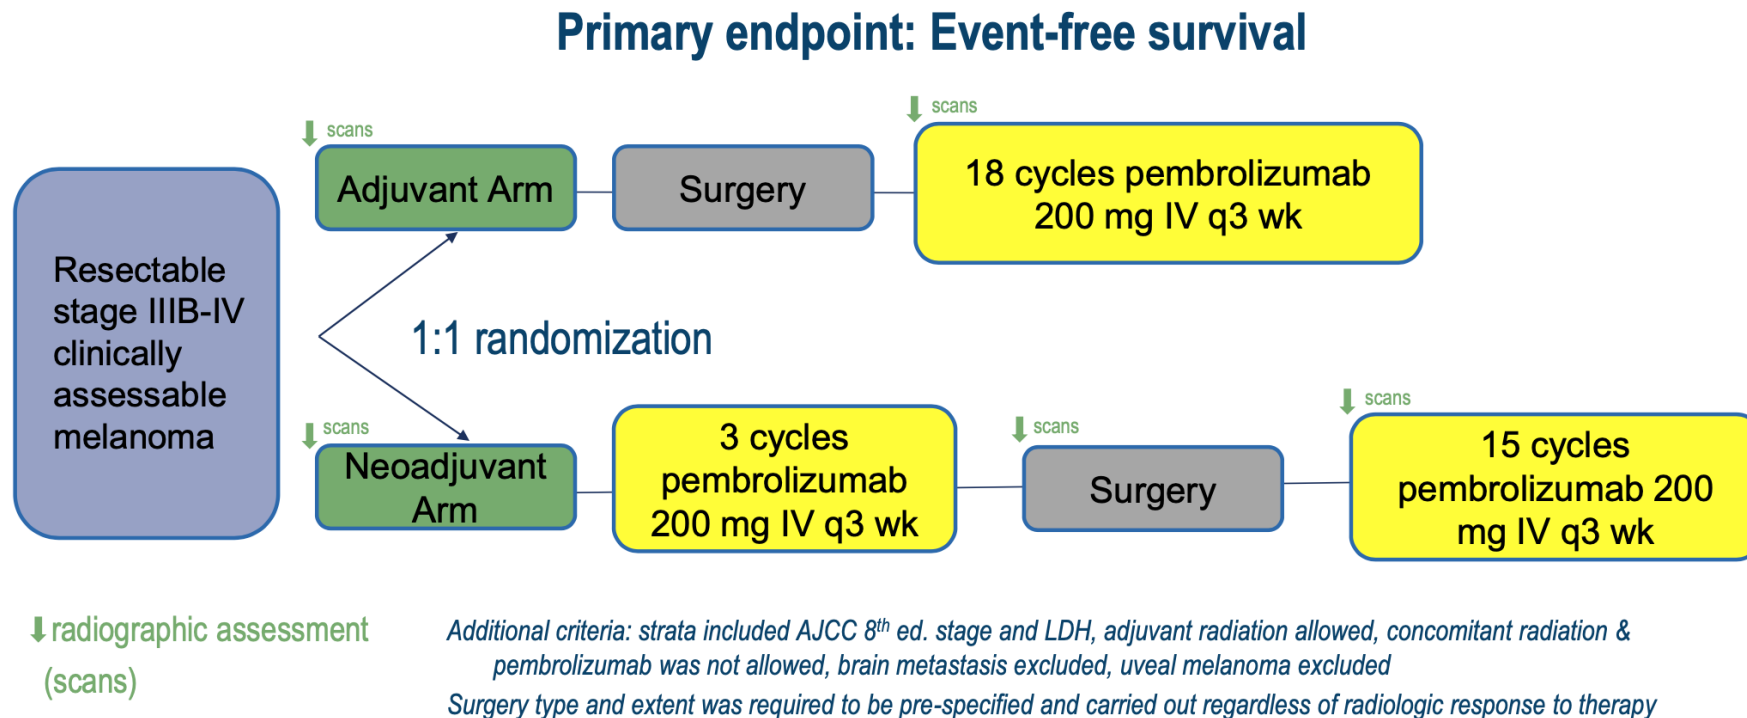 Primary endpoint: Event-free survival
scans
scans
Adjuvant Arm
Surgery
18 cycles pembrolizumab
200 mg IV q3 wk
Resectable
stage IIIB-IV
clinically
assessable
melanoma
1:1 randomization
scans
Neoadjuvant
Arm
3 cycles
pembrolizumab
200 mg IV q3 wk
scans
Surgery
scans
15 cycles
pembrolizumab 200
mg IV q3 wk
radiographic assessment
(scans)
Additional criteria: strata included AJCC 8th ed. stage and LDH, adjuvant radiation allowed, concomitant radiation &
pembrolizumab was not allowed, brain metastasis excluded, uveal melanoma excluded
Surgery type and extent was required to be pre-specified and carried out regardless of radiologic response to therapy